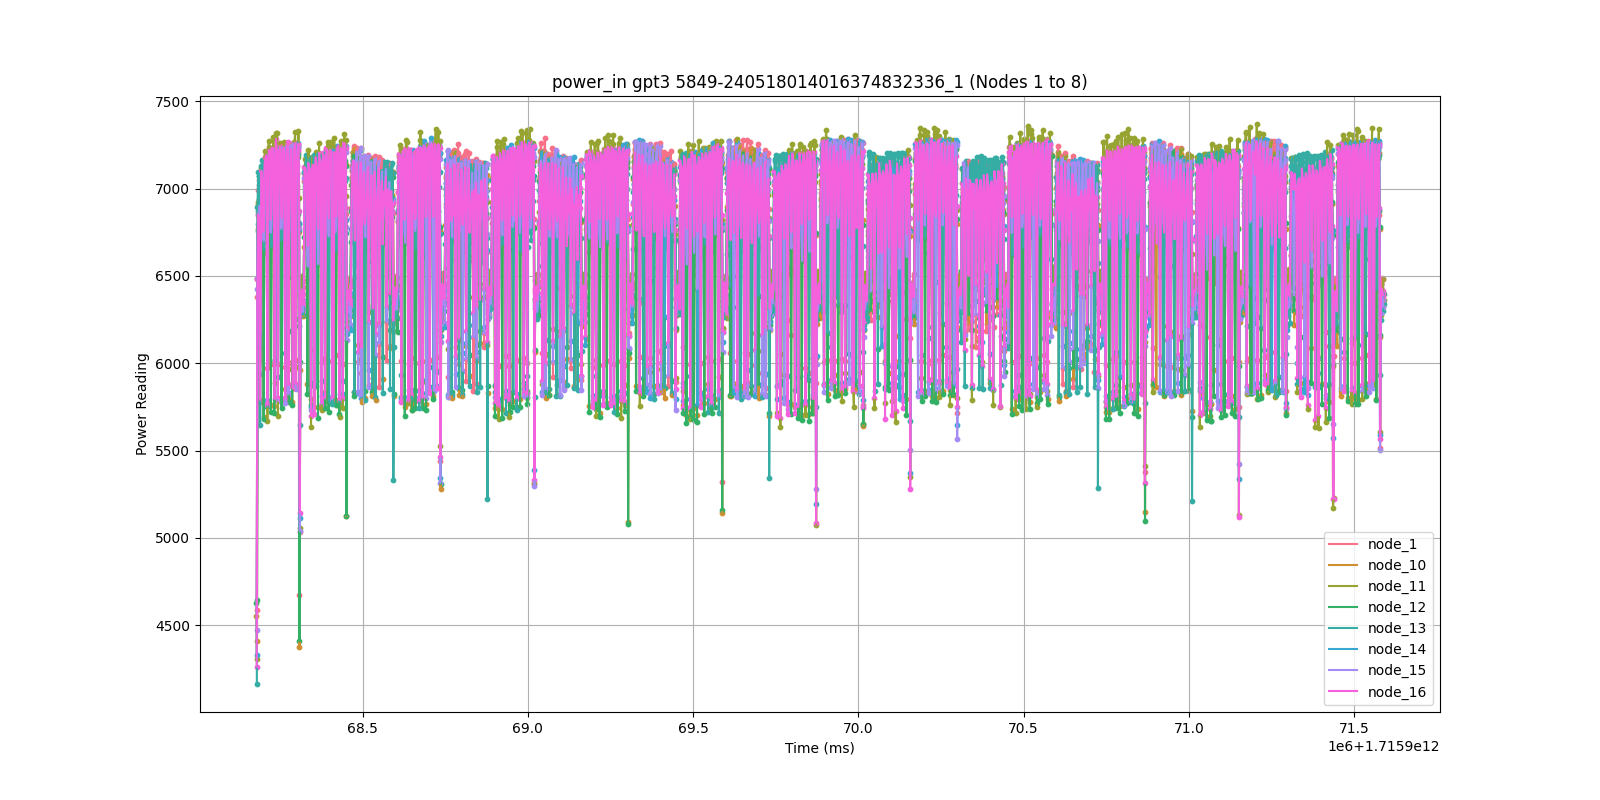 power_in gpt3 5849-240518014016374832336_1 (Nodes 1 to 8)
7500
7000
6500
6000
5500
5000
4500
Power Reading
68.5
69.0
69.5
70.0
70.5
71.0
71.5
Time (ms)
1e6+1.7159e12
node_1
node_10
node_11
node_12
node_13
node_14
node_15
node_16